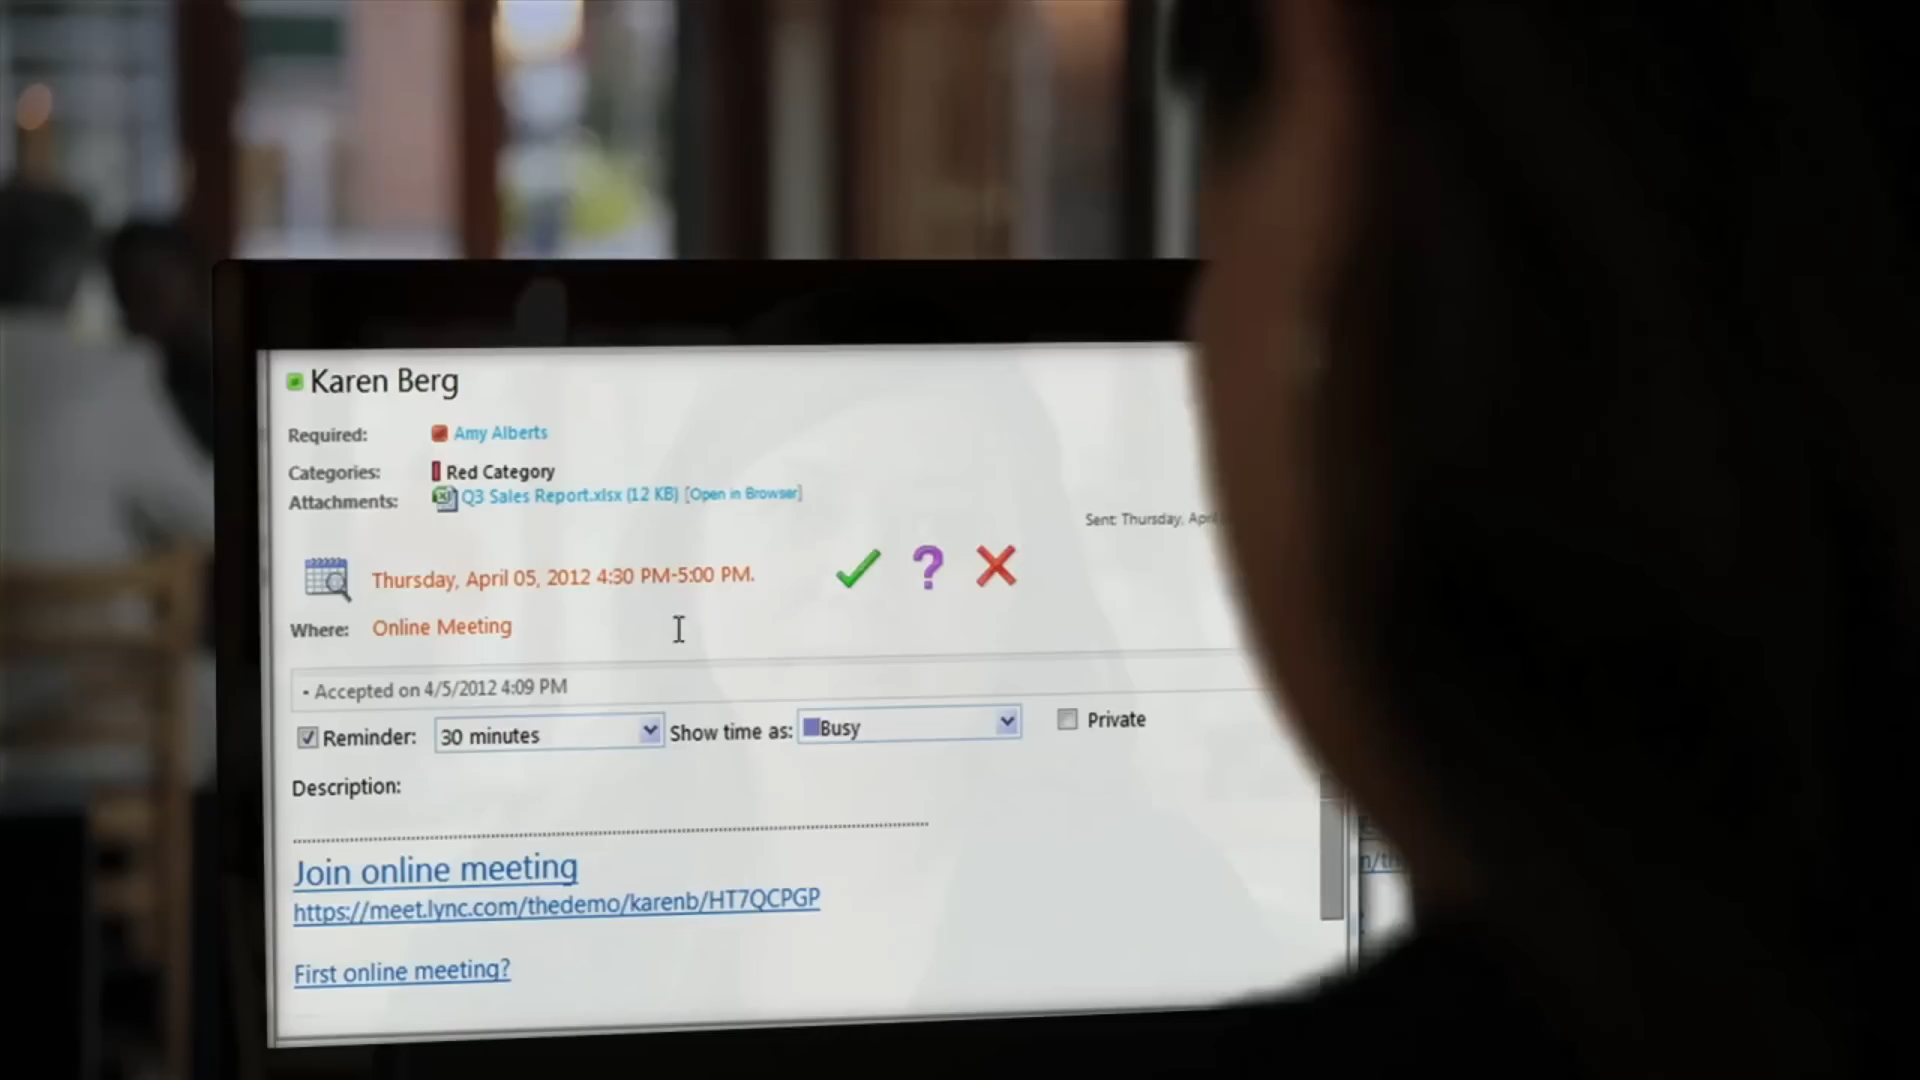 Karen Berg
Required: Amy Alberts
Categories: Red Category
Attachments: Q3 Sales Report.xlsx (12 KB) [Open in Browser]
Sent: Thursday,
Thursday, April 05, 2012 4:30 PM-5:00 PM.
Where: Online Meeting
- Accepted on 4/5/2012 4:09 PM
Reminder: 30 minutes Show time as: Busy Private
Description:
Join online meeting
https://meet.lync.com/thedemo/karenb/HT7QCPGP
First online meeting?